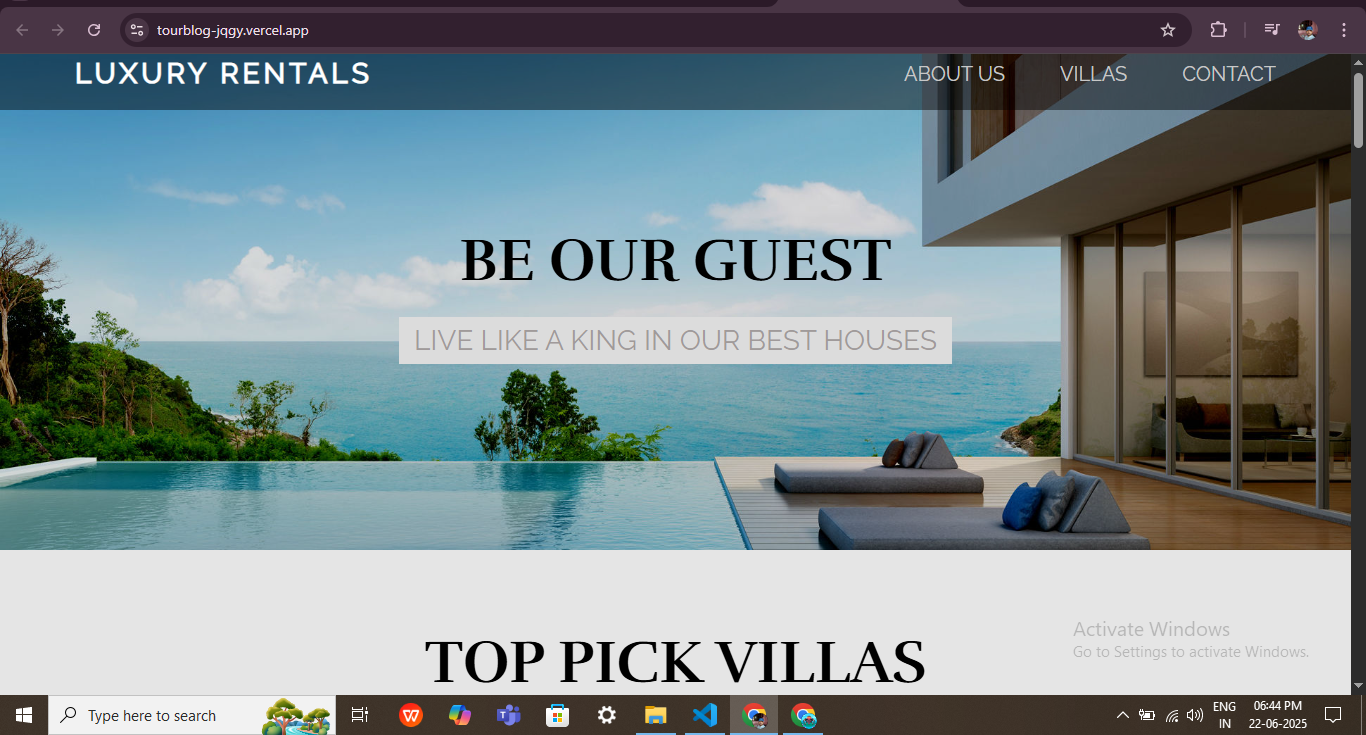 tourblog-jqgy.vercel.app
LUXURY RENTALS
ABOUT US VILLAS CONTACT
BE OUR GUEST
LIVE LIKE A KING IN OUR BEST HOUSES
TOP PICK VILLAS
Activate Windows
Go to Settings to activate Windows.
Type here to search
ENG
IN
06:44 PM
22-06-2025